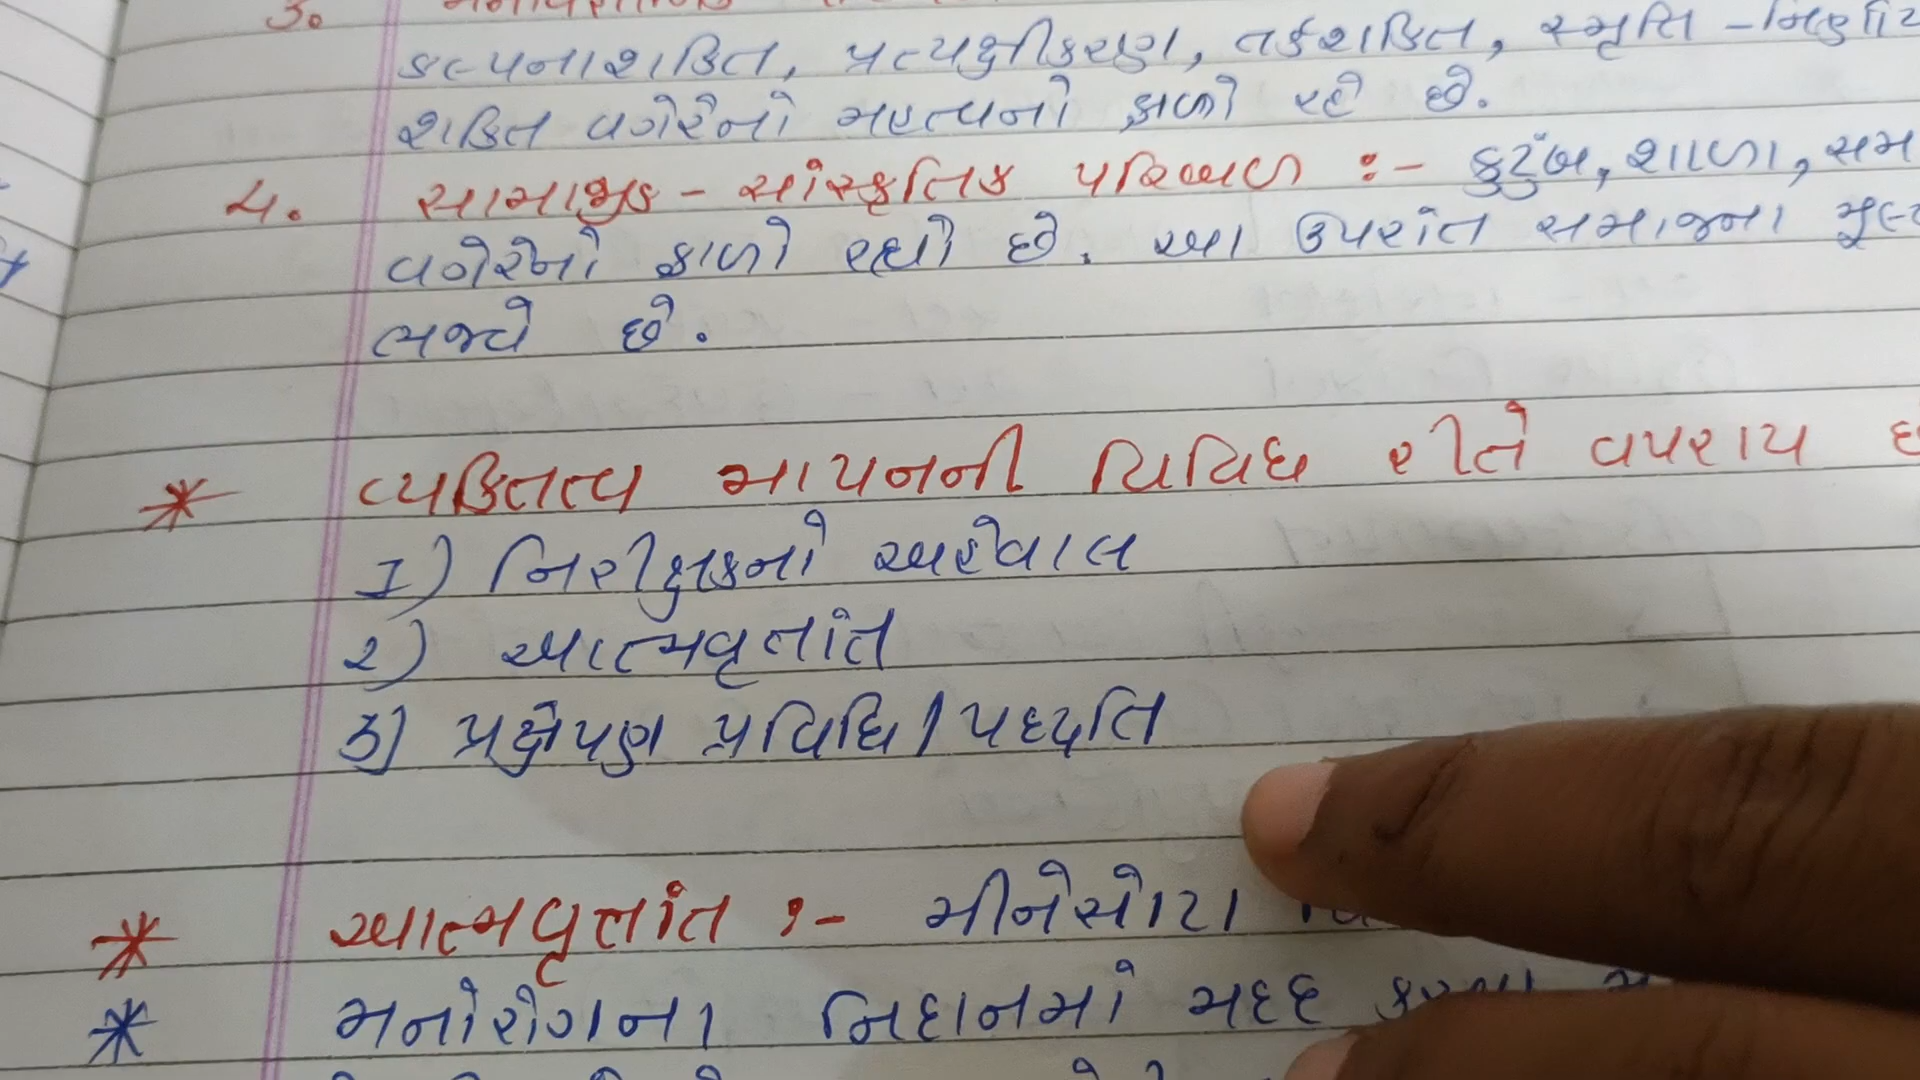 3.
કલ્પનાશક્તિ, પ્રત્યક્ષીકરણ, તર્કશક્તિ, સ્મૃતિ -
શક્તિ વગેરેનો મહત્વનો ફાળો રહે છે.
4. સામાજીક - સાંસ્કૃતિક પરિબળ :- કુટુંબ, શાળા, સમ
વગેરેનો ફાળો રહ્યો છે. આ ઉપરાંત સમાજના મૂલ્
ભજવે છે.
* વ્યક્તિત્વ માપનની વિવિધ રીતે વપરાય છ
1) નિરીક્ષકનો અહેવાલ
૨) આત્મવૃતાંત
3) પ્રક્ષેપણ પ્રવિધિ / પધ્દતિ
* આત્મવૃતાંત :- મીનેસોટા
* મનોરોગના નિદાનમાં મદદ